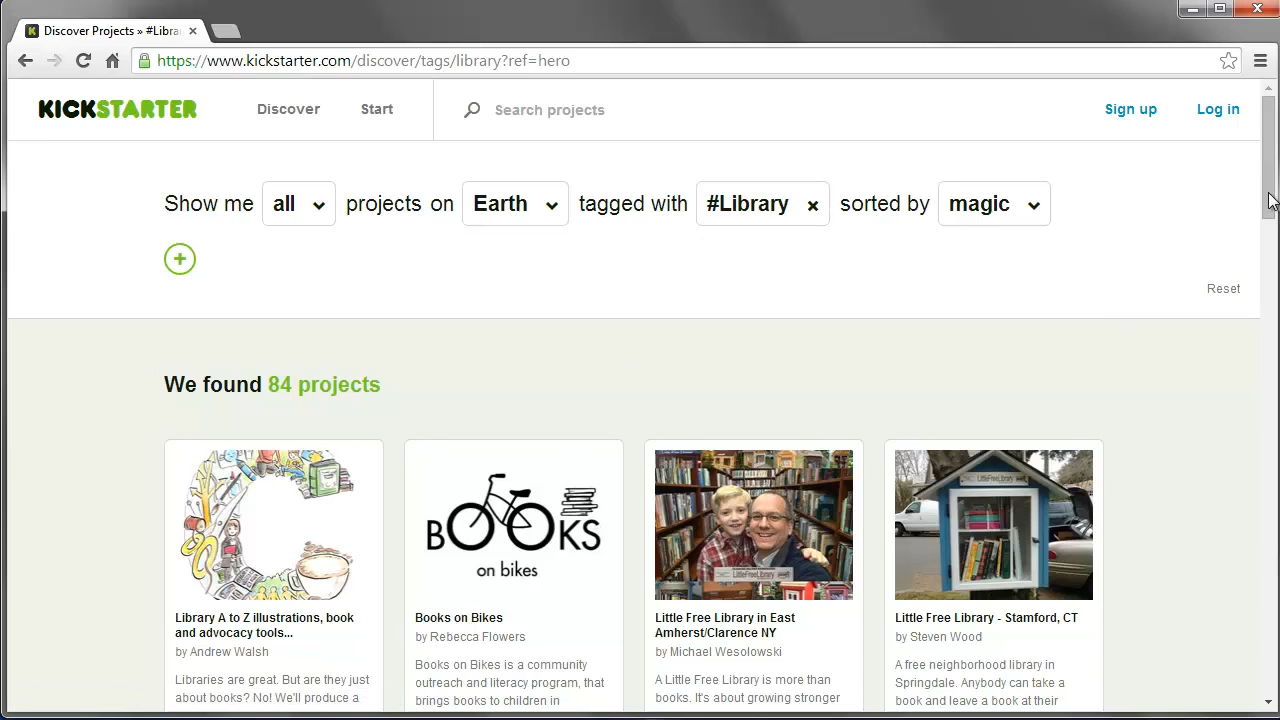 Discover Projects » #Libra
https://www.kickstarter.com/discover/tags/library?ref=hero
KICKSTARTER
Discover
Start
Search projects
Sign up
Log in
Show me all projects on Earth tagged with #Library × sorted by magic
+
Reset
We found 84 projects
BOOKS
on bikes
LittleFreeLibrary
LittleFreeLibrary
Library A to Z illustrations, book
and advocacy tools...
by Andrew Walsh
Libraries are great. But are they just
about books? No! We'll produce a
Books on Bikes
by Rebecca Flowers
Books on Bikes is a community
outreach and literacy program, that
brings books to children in
Little Free Library in East
Amherst/Clarence NY
by Michael Wesolowski
A Little Free Library is more than
books. It's about growing stronger
Little Free Library - Stamford, CT
by Steven Wood
A free neighborhood library in
Springdale. Anybody can take a
book and leave a book at their